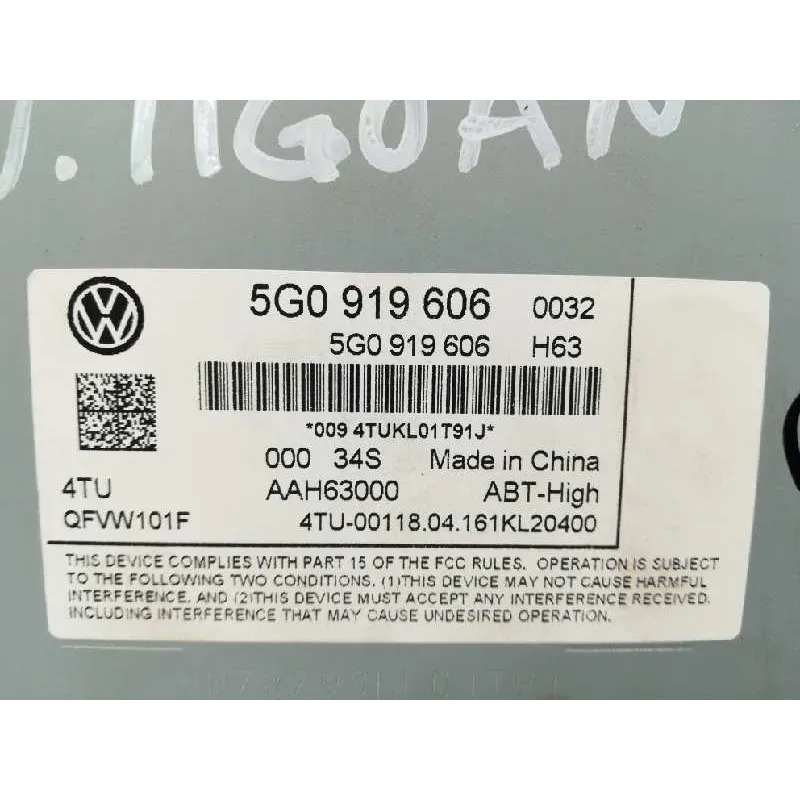 . TIGUAN
5G0 919 606 0032
5G0 919 606 H63
*009 4TUKL01T91J*
000 34S Made in China
4TU AAH63000 ABT-High
QFVW101F 4TU-00118.04.161KL20400
THIS DEVICE COMPLIES WITH PART 15 OF THE FCC RULES. OPERATION IS SUBJECT
TO THE FOLLOWING TWO CONDITIONS. (1)THIS DEVICE MAY NOT CAUSE HARMFUL
INTERFERENCE. AND (2)THIS DEVICE MUST ACCEPT ANY INTERFERENCE RECEIVED.
INCLUDING INTERFERENCE THAT MAY CAUSE UNDESIRED OPERATION.